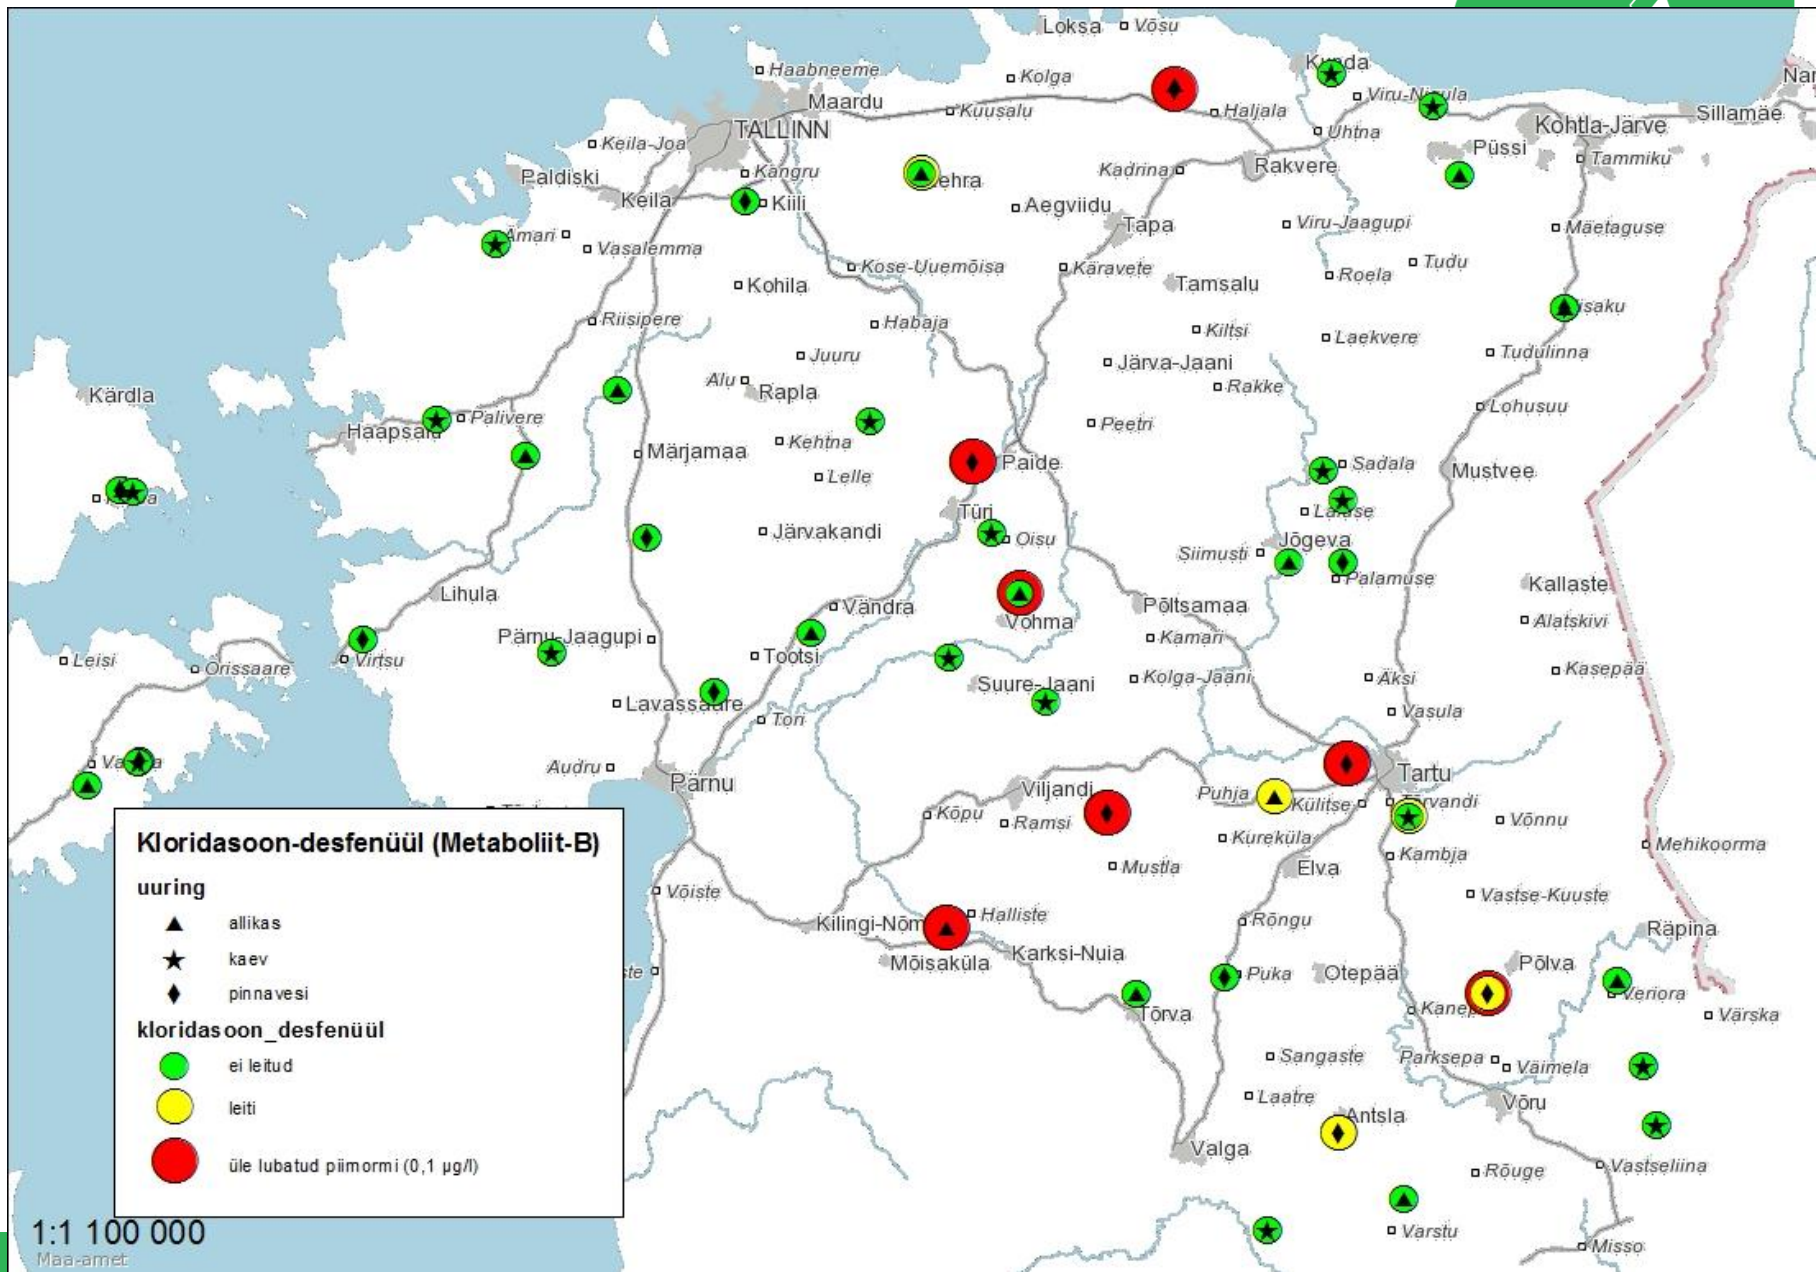 Loksa
Võsu
Haabneeme
Kolga
Kunda
Maardu
Kuusalu
Haljala
Viru-Nigula
Sillamäe
TALLINN
Keila-Joa
Uhtna
Kohtla-Järve
Püssi
Tammiku
Paldiski
Kangru
Kadrina
Rakvere
Keila
Kiili
Aegviidu
Tapa
Viru-Jaagupi
Mäetaguse
Ämari
Vasalemma
Kose-Uuemõisa
Käravete
Tamsalu
Roela
Tudu
Kohila
Riisipere
Habaja
Kiltsi
Laekvere
Tudulinna
Juuru
Järva-Jaani
Alu
Rapla
Rakke
Kärdla
Lohusuu
Palivere
Haapsalu
Peetri
Kehtna
Märjamaa
Paide
Sadala
Mustvee
Lelle
Türi
Laiuse
Järvakandi
Oisu
Siimusti
Jõgeva
Palamuse
Kallaste
Lihula
Vändra
Võhma
Põltsamaa
Alatskivi
Pärnu-Jaagupi
Kamari
Leisi
Orissaare
Virtsu
Tootsi
Suure-Jaani
Kolga-Jaani
Äksi
Kasepää
Lavassaare
Tori
Vasula
Audru
Pärnu
Viljandi
Puhja
Külitse
Tartu
Tõrvandi
Kõpu
Ramsi
Kureküla
Võnnu
Kambja
Mehikoorma
Mustla
Elva
Võiste
Vastse-Kuuste
Halliste
Rõngu
Räpina
Karksi-Nuia
Mõisaküla
Puka
Otepää
Põlva
Veriora
Värska
Tõrva
Sangaste
Parksepa
Väimela
Laatre
Võru
Antsla
Valga
Rõuge
Vastseliina
Varstu
Misso
Kloridasoon-desfenüül (Metaboliit-B)
uuring
allikas
kaev
pinnavesi
kloridasoon_desfenüül
ei leitud
leiti
üle lubatud piirnormi (0,1 µg/l)
1:1 100 000
Maa-amet